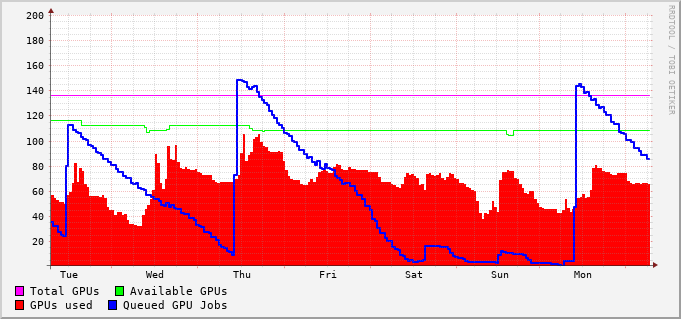 RRDTOOL / TOBI OETIKER
200
180
160
140
120
100
80
60
40
20
Tue Wed Thu Fri Sat Sun Mon
Total GPUs Available GPUs
GPUs used Queued GPU Jobs